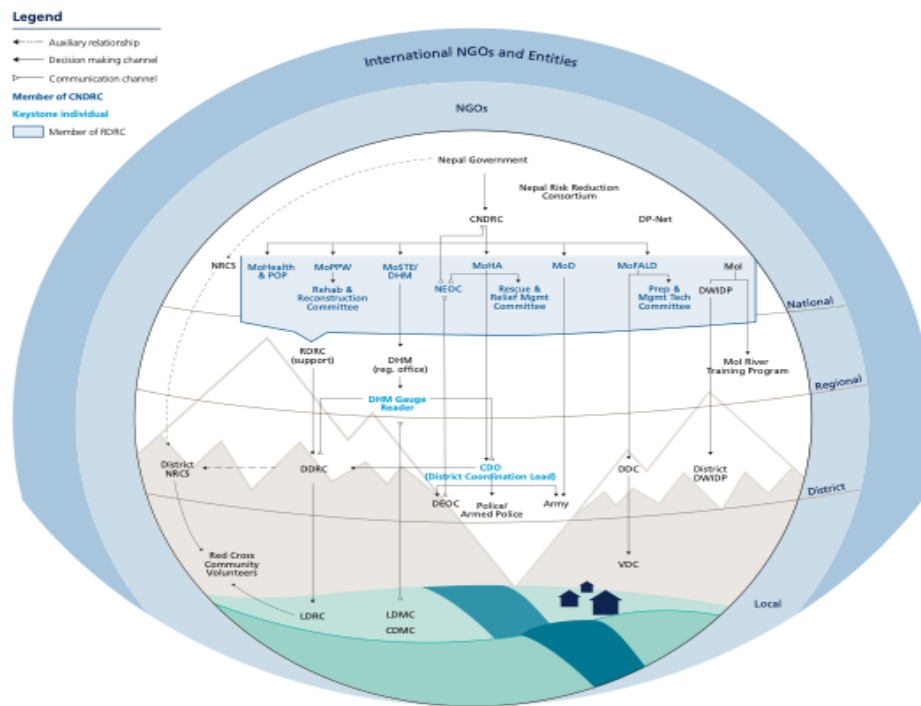 Legend
Auxiliary relationship
Decision making channel
Communication channel
Member of CNDRC
Keystone individual
Member of RDRC
International NGOs and Entities
NGOs
Nepal Government
Nepal Risk Reduction
Consortium
CNDRC
DP-Net
NRCS
MoHealth
& POP
MoPPW
MoSTE/
DHM
MoHA
MoD
MoFALD
MoI
Rehab &
Reconstruction
Committee
NEOC
Rescue &
Relief Mgmt
Committee
Prep &
Mgmt Tech
Committee
DWIDP
National
RDRC
(support)
DHM
(reg. office)
MoI River
Training Program
Regional
DHM Gauge
Reader
District
NRCS
DDRC
CDO
(District Coordination Lead)
DDC
District
DWIDP
District
DEOC
Police/
Armed Police
Army
Red Cross
Community
Volunteers
VDC
Local
LDRC
LDMC
CDMC